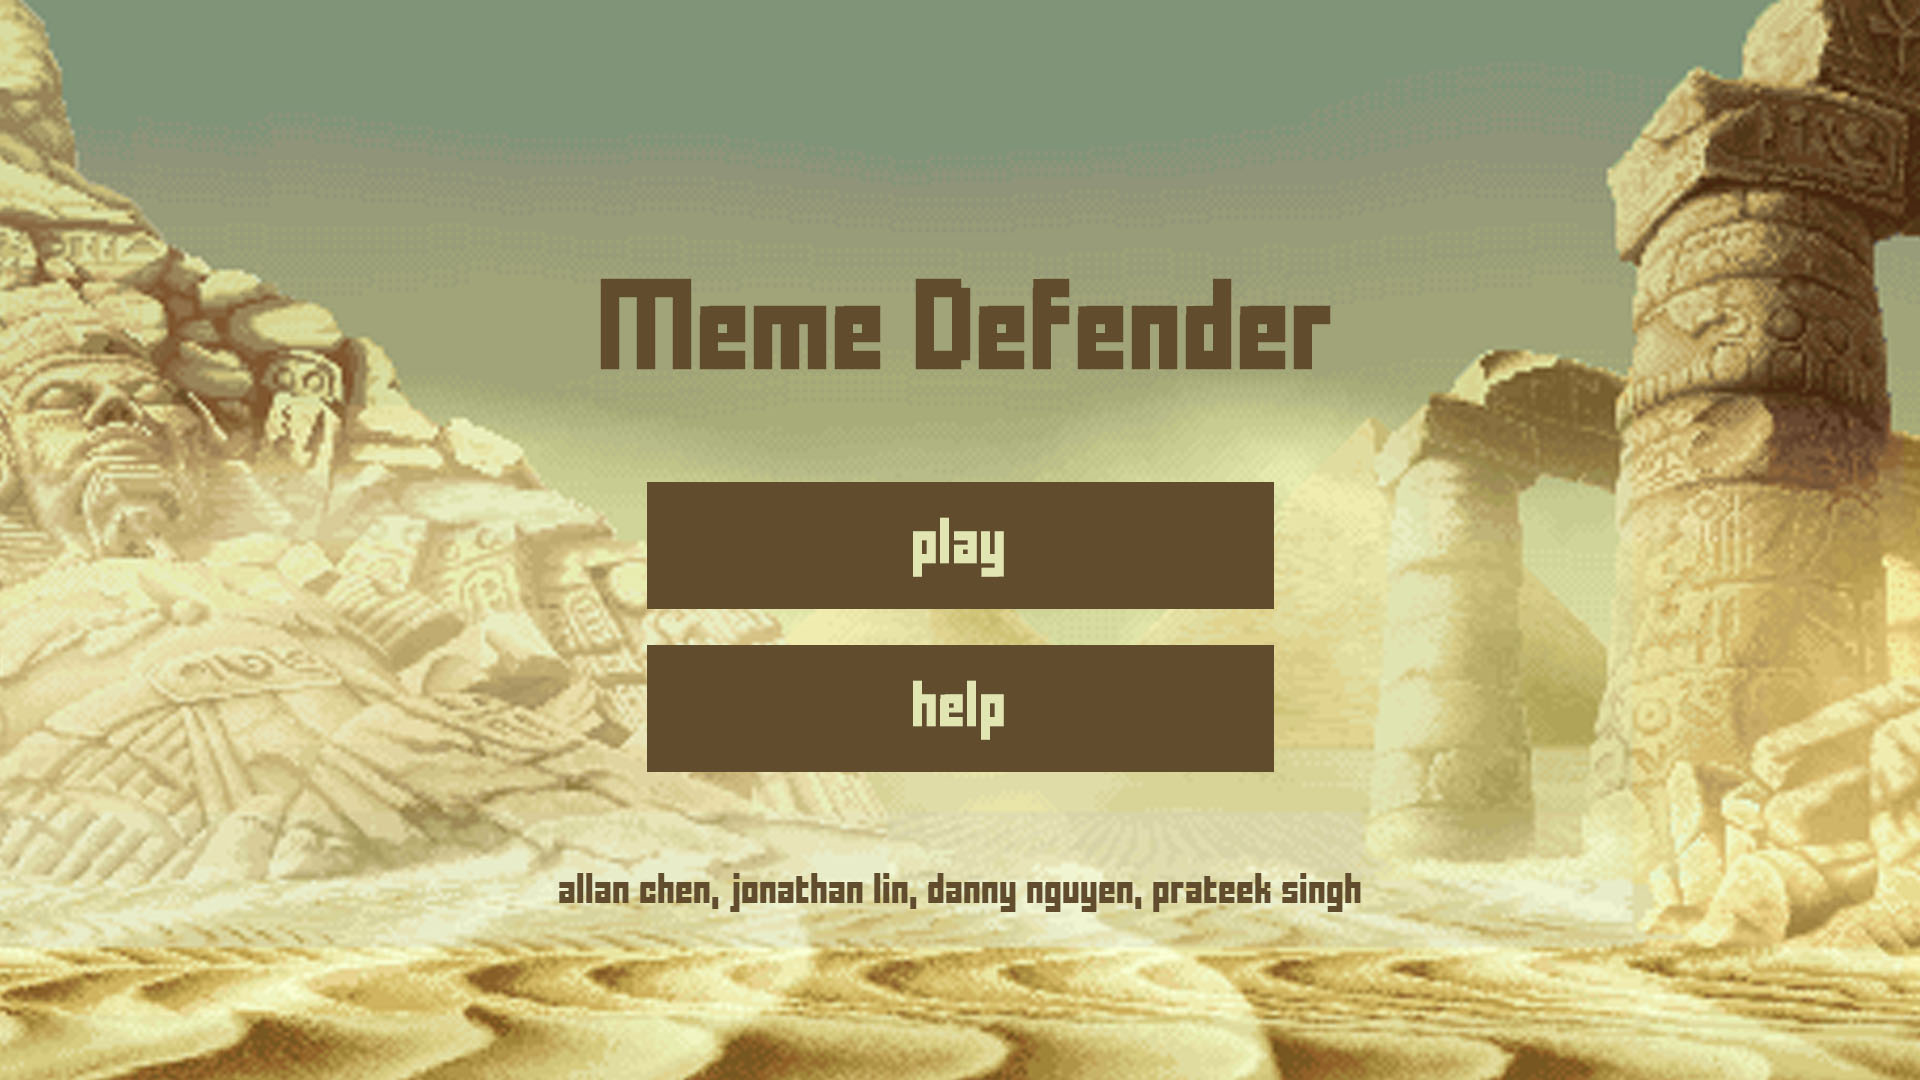 Meme Defender
play
help
allan chen, jonathan lin, danny nguyen, prateek singh